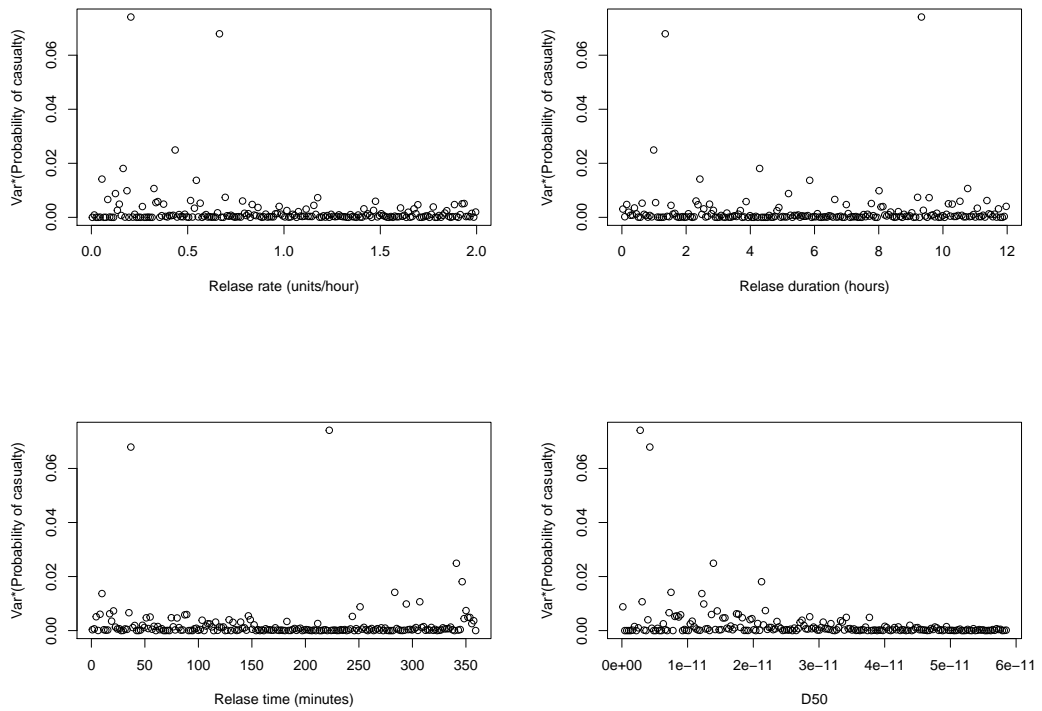 Var*(Probability of casualty)
0.00 0.02 0.04 0.06
0.0 0.5 1.0 1.5 2.0
Relase rate (units/hour)
Var*(Probability of casualty)
0.00 0.02 0.04 0.06
0 2 4 6 8 10 12
Relase duration (hours)
Var*(Probability of casualty)
0.00 0.02 0.04 0.06
0 50 100 150 200 250 300 350
Relase time (minutes)
Var*(Probability of casualty)
0.00 0.02 0.04 0.06
0e+00 1e−11 2e−11 3e−11 4e−11 5e−11 6e−11
D50